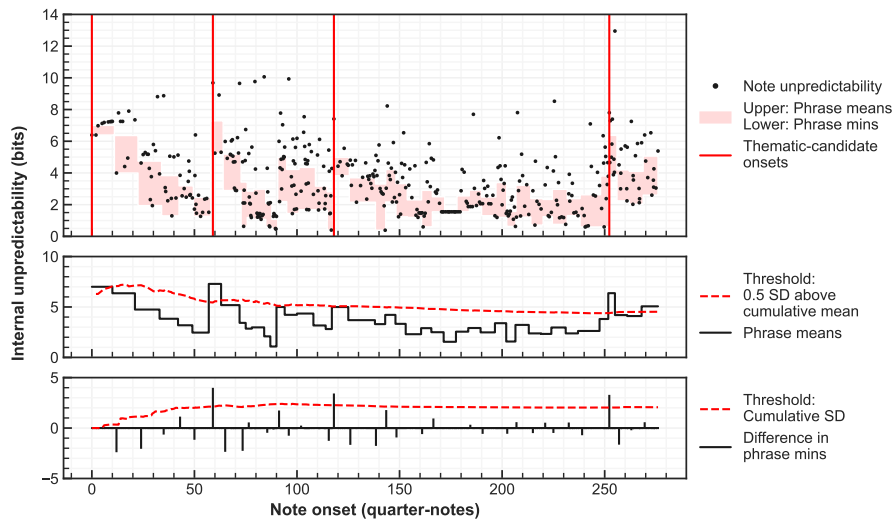 14
12
10
8
6
4
2
0
Note unpredictability
Upper: Phrase means
Lower: Phrase mins
Thematic-candidate
onsets
Internal unpredictability (bits)
10
5
0
Threshold:
0.5 SD above
cumulative mean
Phrase means
5
0
−5
Threshold:
Cumulative SD
Difference in
phrase mins
0 50 100 150 200 250
Note onset (quarter-notes)